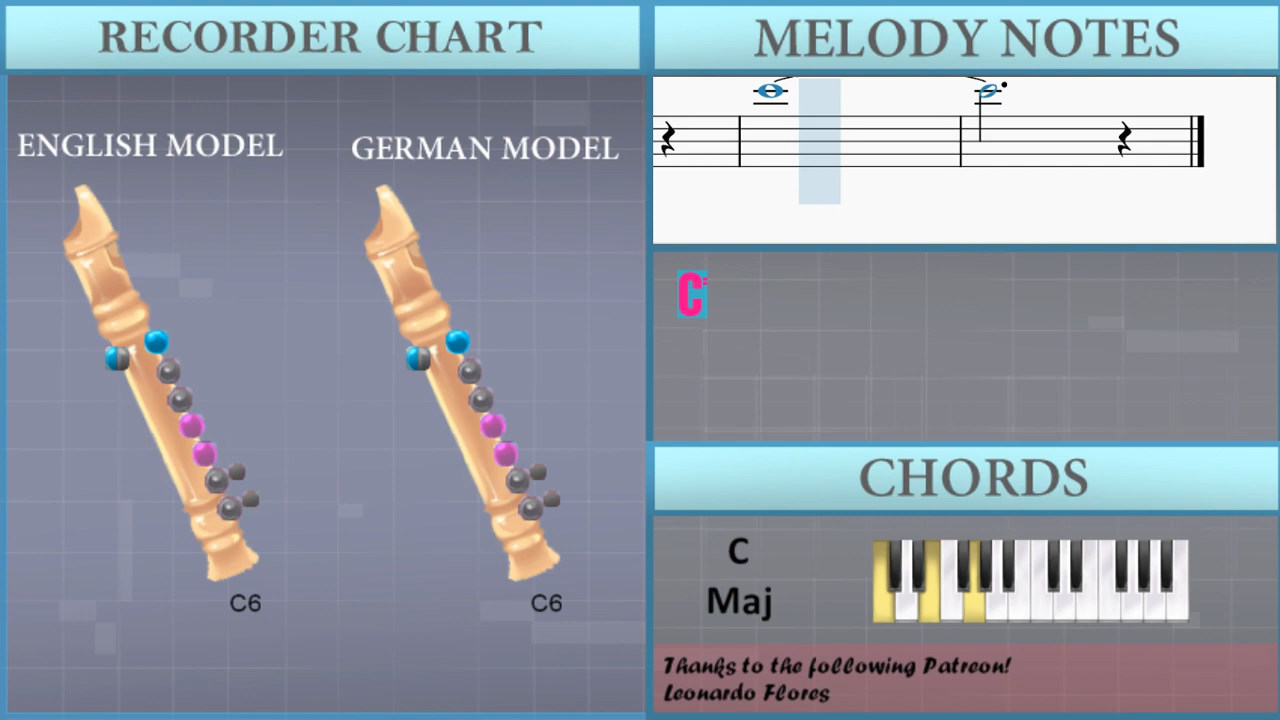 RECORDER CHART
MELODY NOTES
ENGLISH MODEL
GERMAN MODEL
C
C6
C6
CHORDS
C
Maj
Thanks to the following Patreon!
Leonardo Flores